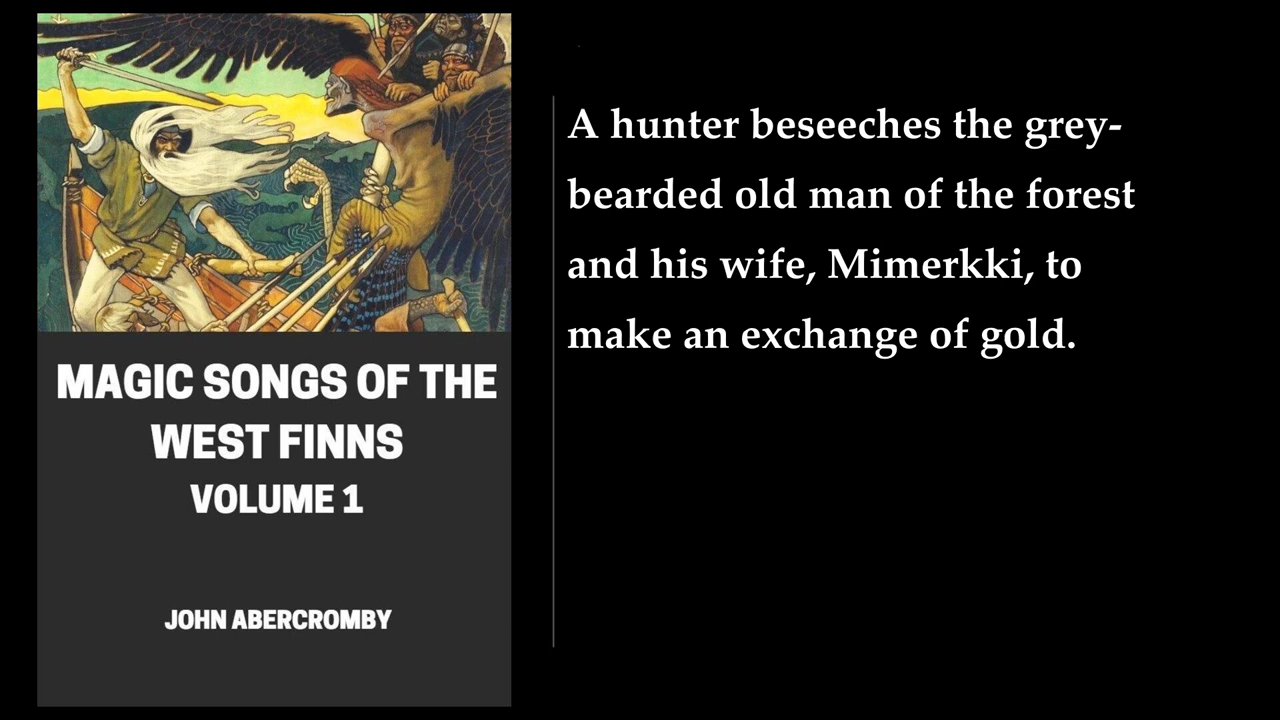 MAGIC SONGS OF THE
WEST FINNS
VOLUME 1
JOHN ABERCROMBY
A hunter beseeches the grey-
bearded old man of the forest
and his wife, Mimerkki, to
make an exchange of gold.